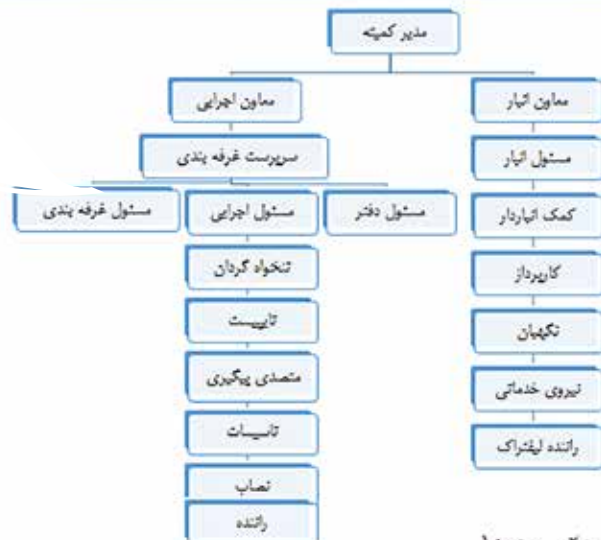 مدیر کمیته
معاون انبار
معاون اجرایی
مسئول انبار
سرپرست غرفه بندی
کمک انباردار
مسئول دفتر
مسئول اجرایی
مسئول غرفه بندی
کارپرداز
تنخواه گردان
نگهبان
تایپیست
نیروی خدماتی
متصدی پیگیری
راننده لیفتراک
تاسیسات
نصاب
راننده